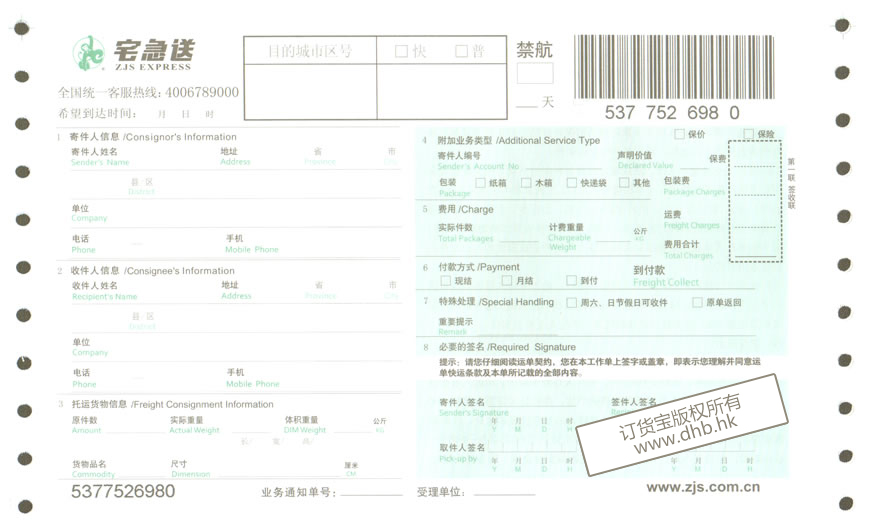 宅急送
ZJS EXPRESS
全国统一客服热线：4006789000
希望到达时间： 月 日 时
目的城市区号 □快 □普
禁航
天
537 752 698 0
1 寄件人信息 /Consignor's Information
寄件人姓名 地址 省 市
Sender's Name Address Province City
县 区
District
单位
Company
电话 手机
Phone Mobile Phone
2 收件人信息 /Consignee's Information
收件人姓名 地址 省 市
Recipient's Name Address Province City
县 区
District
单位
Company
电话 手机
Phone Mobile Phone
3 托运货物信息 /Freight Consignment Information
原件数 实际重量 体积重量 公斤
Amount Actual Weight DIM Weight KG
长/ 宽/ 高/
货物品名 尺寸 厘米
Commodity Dimension CM
5377526980 业务通知单号： 受理单位：
4 附加业务类型 /Additional Service Type □保价 □保险
寄件人编号 声明价值 保费
Sender's Account No Declared Value
包装 □纸箱 □木箱 □快递袋 □其他 包装费
Package Package Charges
5 费用 /Charge 运费
Freight Charges
实际件数 计费重量 公斤
Total Packages Chargeable Weight KG
费用合计
Total Charges
6 付款方式 /Payment 到付款
□现结 □月结 □到付 Freight Collect
7 特殊处理 /Special Handling □周六、日节假日可收件 □原单返回
重要提示
Remark
8 必要的签名 /Required Signature
提示：请您仔细阅读运单契约，您在本工作单上签字或盖章，即表示您理解并同意运
单快运条款及本单所记载的全部内容。
寄件人签名 签件人签名
Sender's Signature
年 月 日 时
Y M D H
取件人签名
Pick-up by
年 月 日 时 年 月 日 时
Y M D H Y M D H
第一联 签收联
订货宝版权所有
www.dhb.hk
www.zjs.com.cn